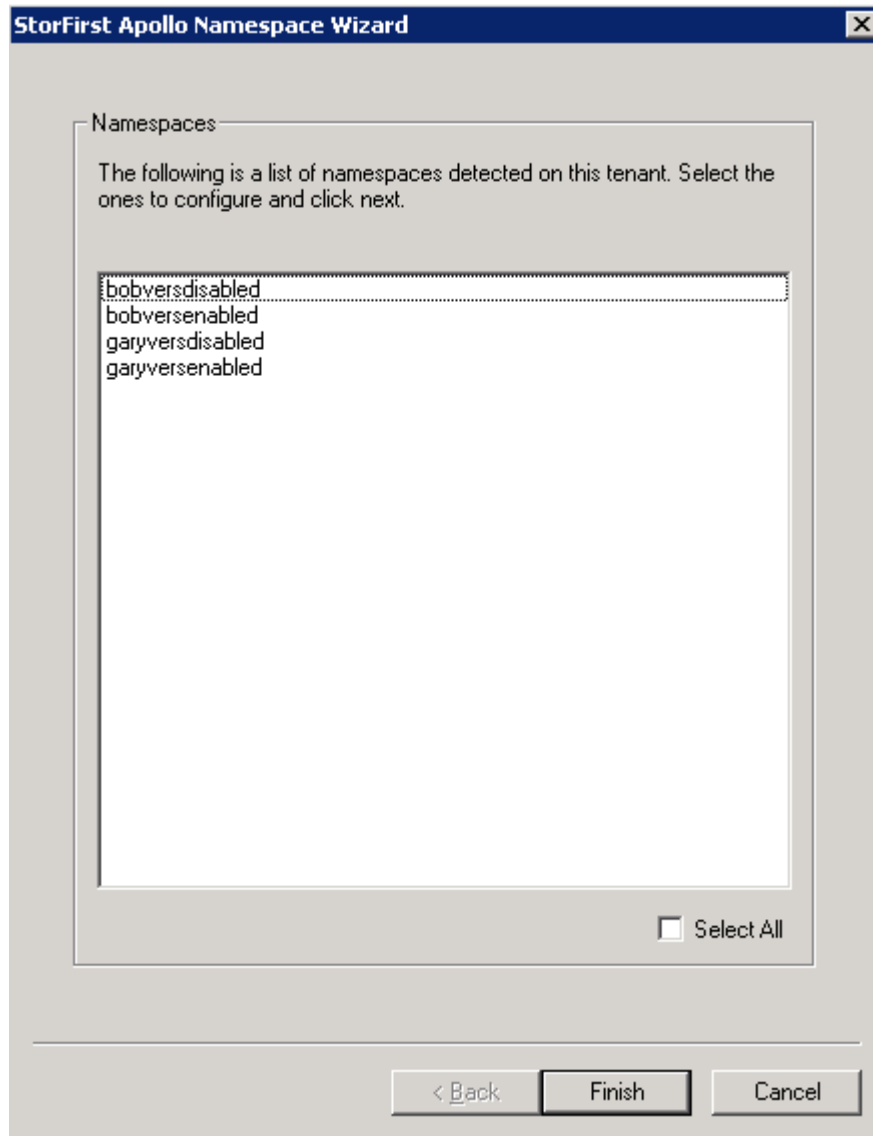 StorFirst Apollo Namespace Wizard
Namespaces
The following is a list of namespaces detected on this tenant. Select the
ones to configure and click next.
bobversdisabled
bobversenabled
garyversdisabled
garyversenabled
Select All
< Back Finish Cancel